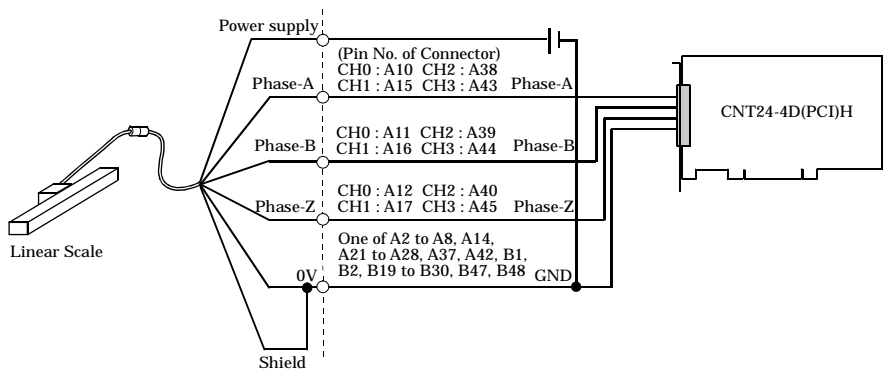 Power supply
(Pin No. of Connector)
CH0 : A10 CH2 : A38
Phase-A CH1 : A15 CH3 : A43 Phase-A
CNT24-4D(PCI)H
CH0 : A11 CH2 : A39
Phase-B CH1 : A16 CH3 : A44 Phase-B
CH0 : A12 CH2 : A40
Phase-Z CH1 : A17 CH3 : A45 Phase-Z
Linear Scale
One of A2 to A8, A14,
A21 to A28, A37, A42, B1,
0V B2, B19 to B30, B47, B48 GND
Shield